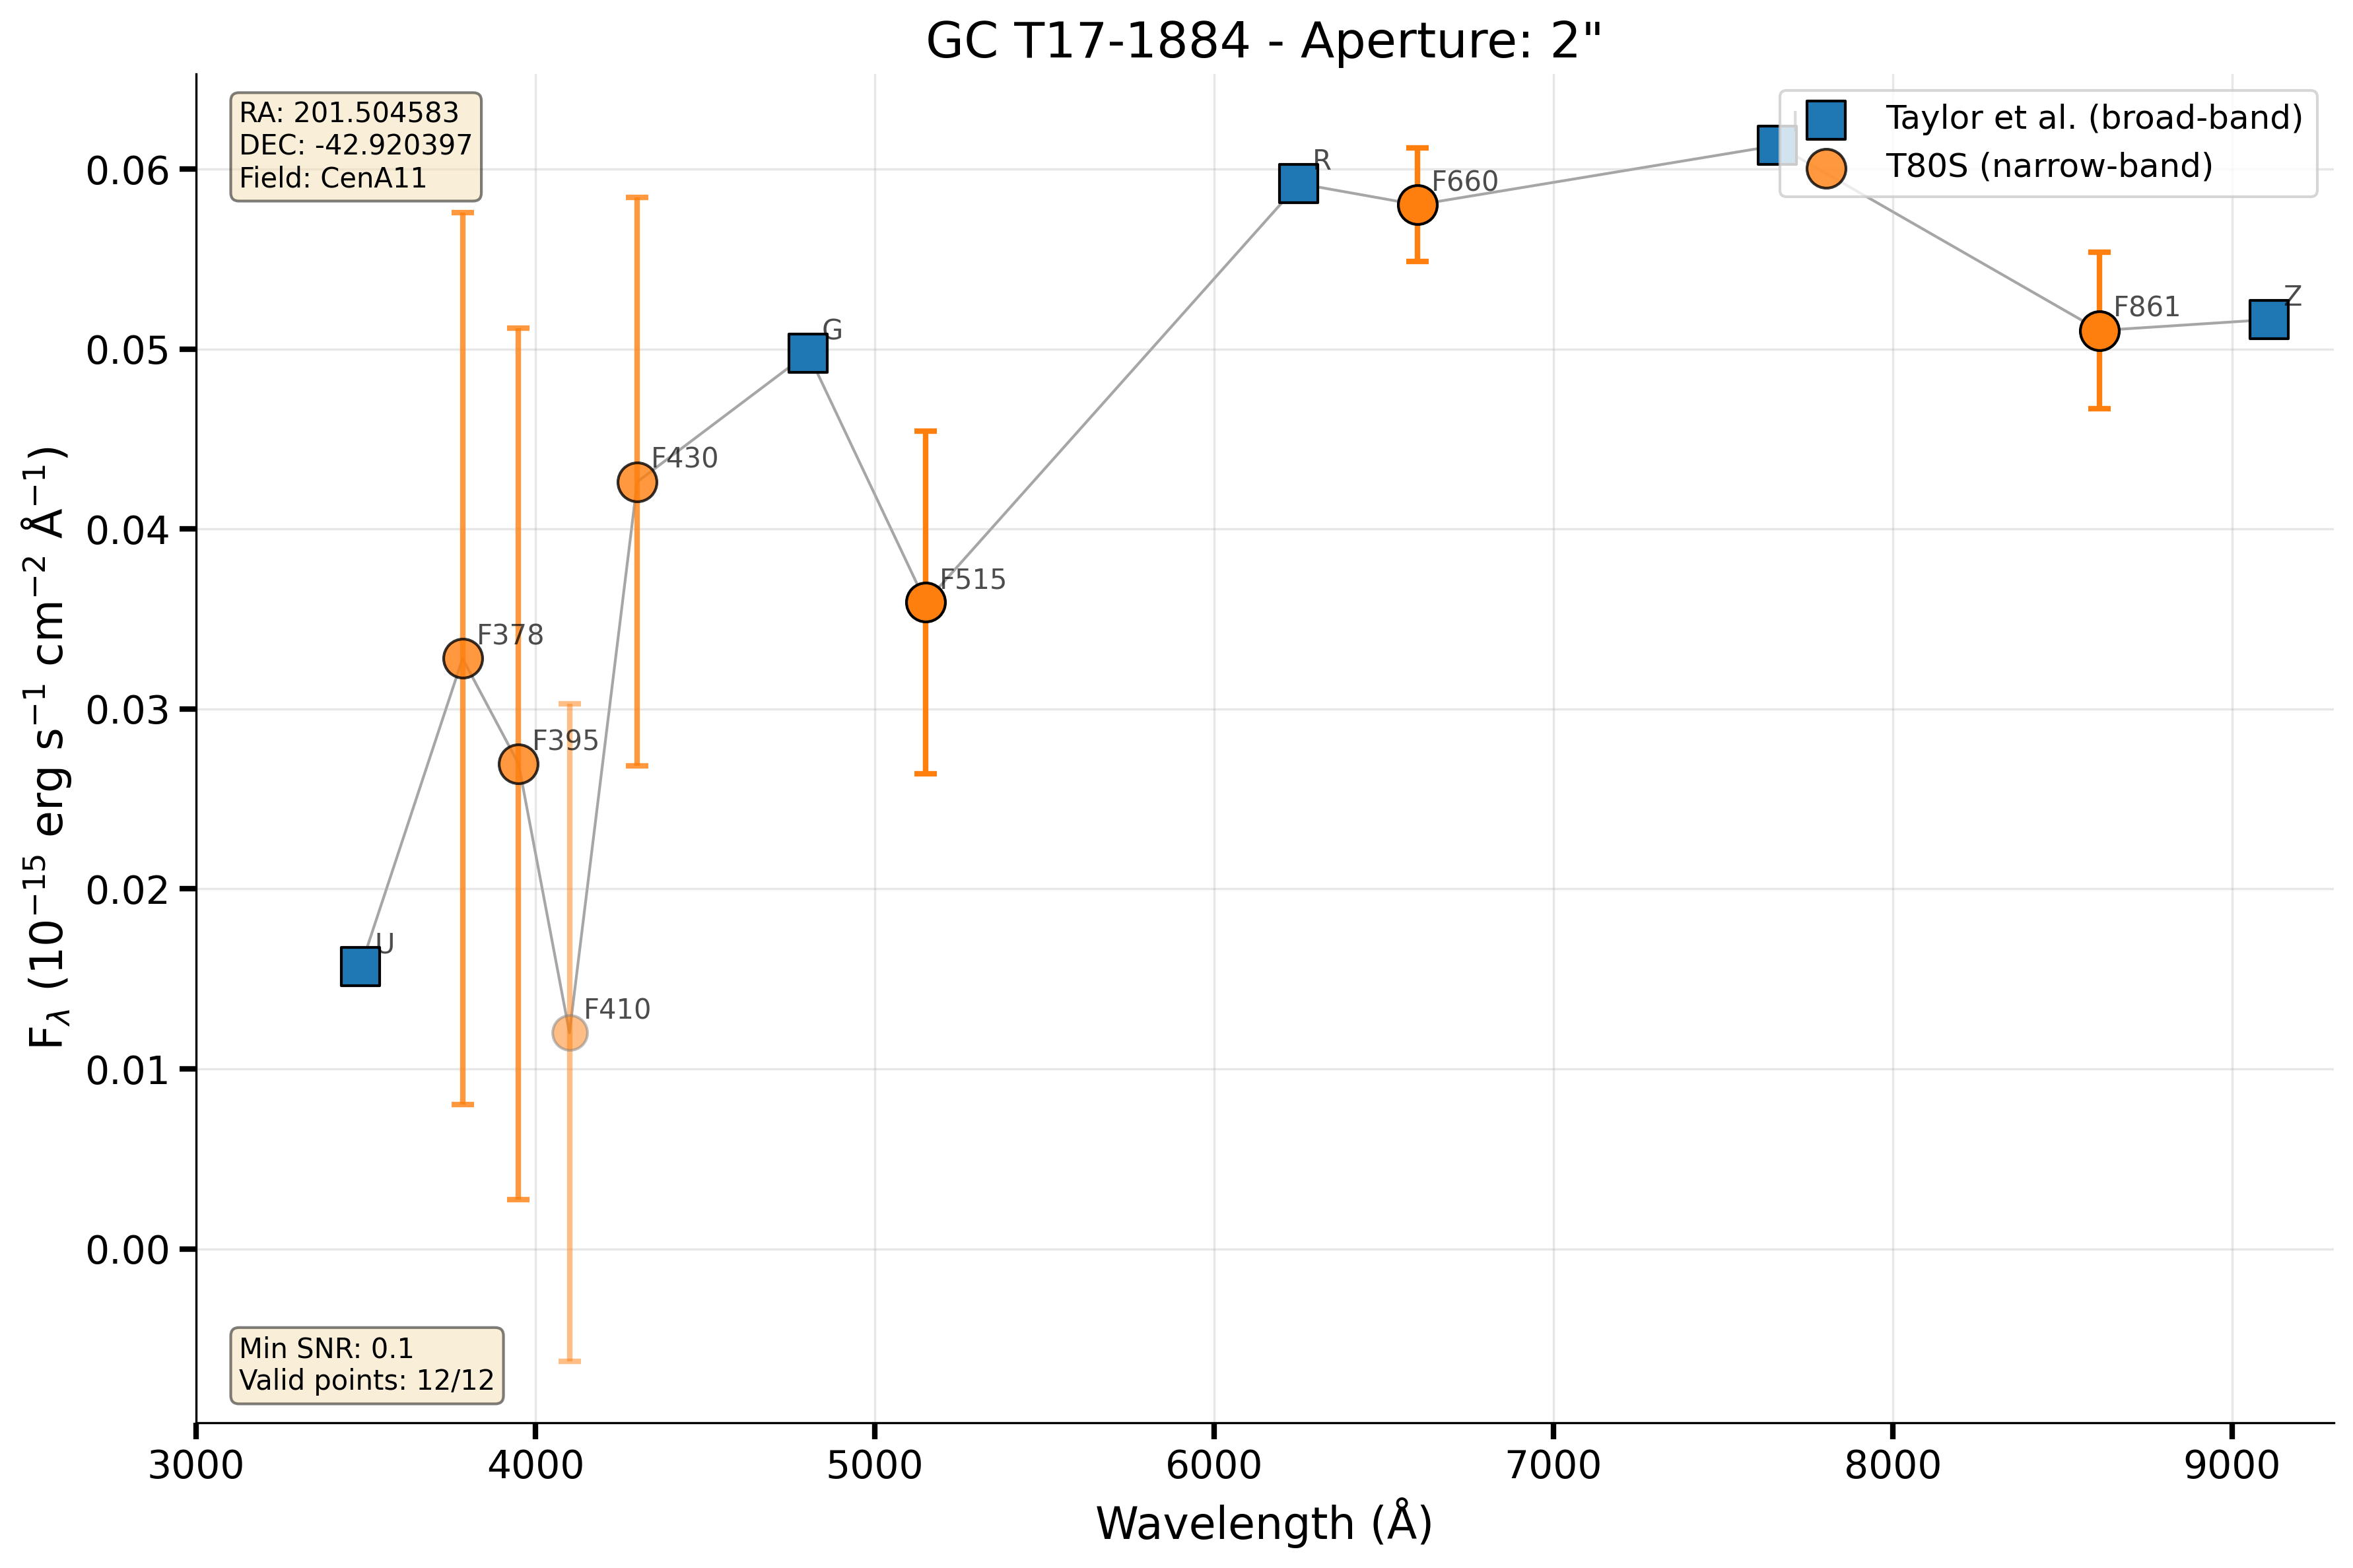 GC T17-1884 - Aperture: 2"
RA: 201.504583
DEC: -42.920397
Field: CenA11
Taylor et al. (broad-band)
T80S (narrow-band)
R
F660
F861
Z
G
F430
F515
F378
F395
U
F410
0.06
0.05
0.04
0.03
0.02
0.01
0.00
F_λ (10⁻¹⁵ erg s⁻¹ cm⁻² Å⁻¹)
Min SNR: 0.1
Valid points: 12/12
3000 4000 5000 6000 7000 8000 9000
Wavelength (Å)